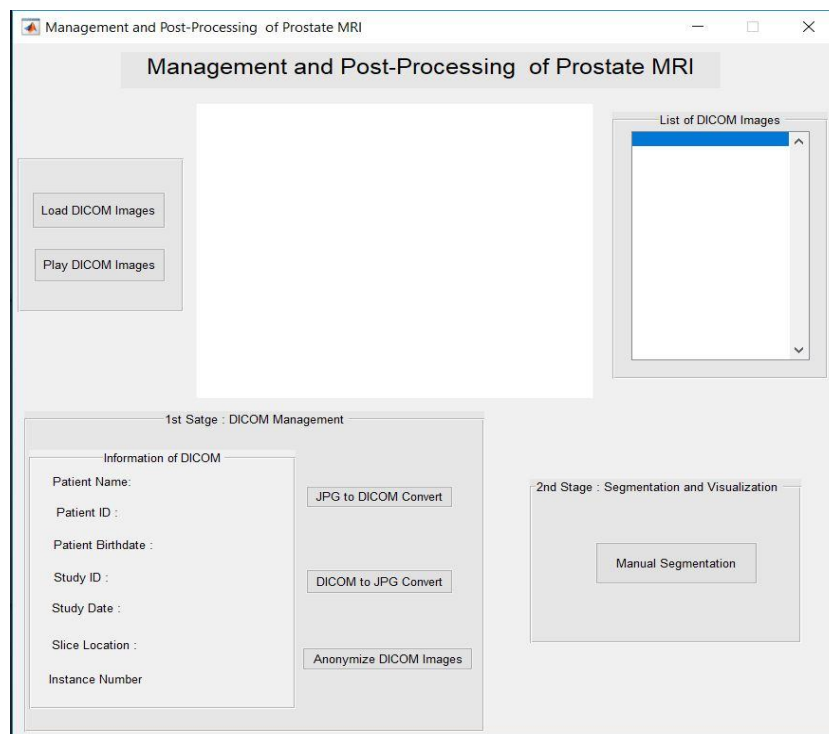 Management and Post-Processing of Prostate MRI
Management and Post-Processing of Prostate MRI
List of DICOM Images
Load DICOM Images
Play DICOM Images
1st Satge : DICOM Management
Information of DICOM
Patient Name:
Patient ID :
Patient Birthdate :
Study ID :
Study Date :
Slice Location :
Instance Number
JPG to DICOM Convert
DICOM to JPG Convert
Anonymize DICOM Images
2nd Stage : Segmentation and Visualization
Manual Segmentation